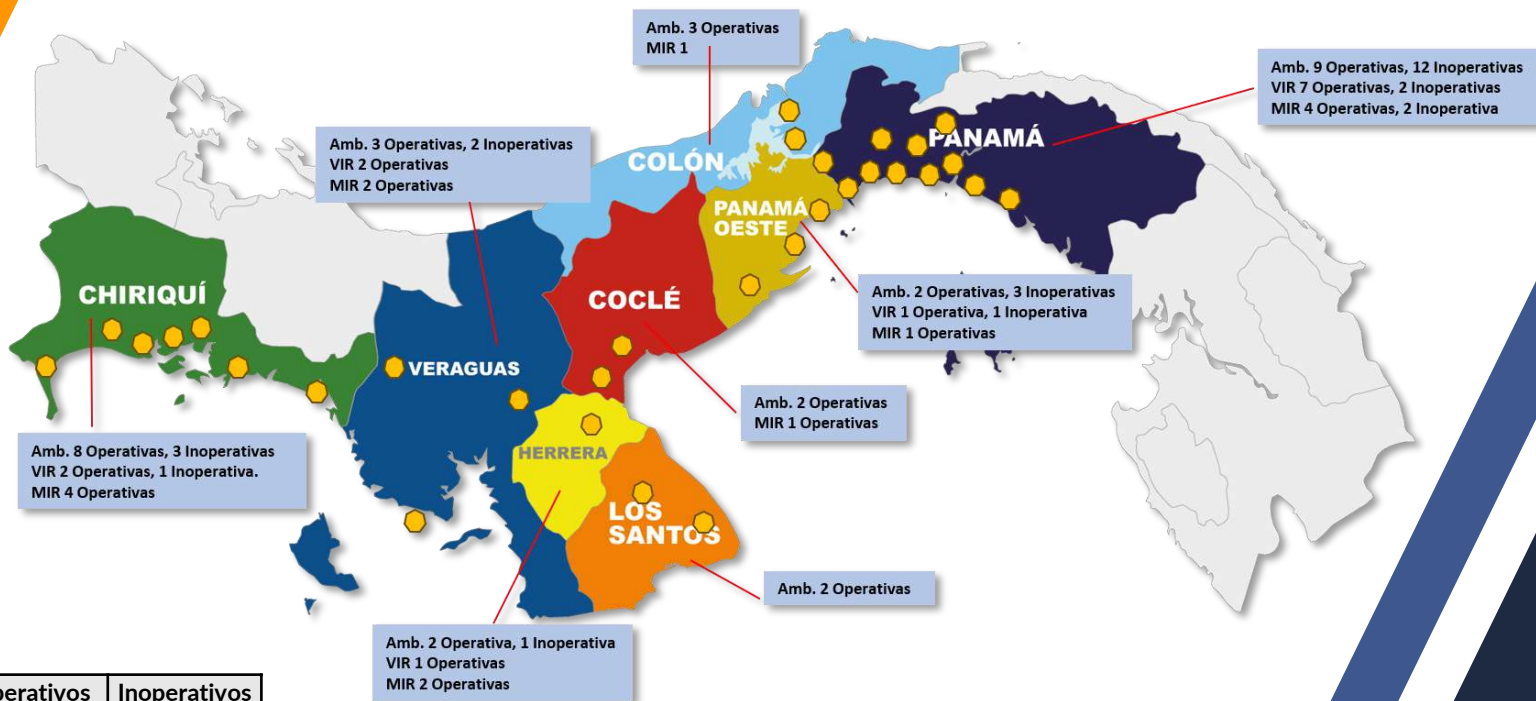 Amb. 3 Operativas
MIR 1
Amb. 9 Operativas, 12 Inoperativas
VIR 7 Operativas, 2 Inoperativas
MIR 4 Operativas, 2 Inoperativa
Amb. 3 Operativas, 2 Inoperativas
VIR 2 Operativas
MIR 2 Operativas
COLÓN
PANAMÁ
PANAMÁ
OESTE
CHIRIQUÍ
COCLÉ
Amb. 2 Operativas, 3 Inoperativas
VIR 1 Operativa, 1 Inoperativa
MIR 1 Operativas
VERAGUAS
Amb. 2 Operativas
MIR 1 Operativas
HERRERA
Amb. 8 Operativas, 3 Inoperativas
VIR 2 Operativas, 1 Inoperativa.
MIR 4 Operativas
LOS
SANTOS
Amb. 2 Operativas
Amb. 2 Operativa, 1 Inoperativa
VIR 1 Operativas
MIR 2 Operativas
perativos Inoperativos